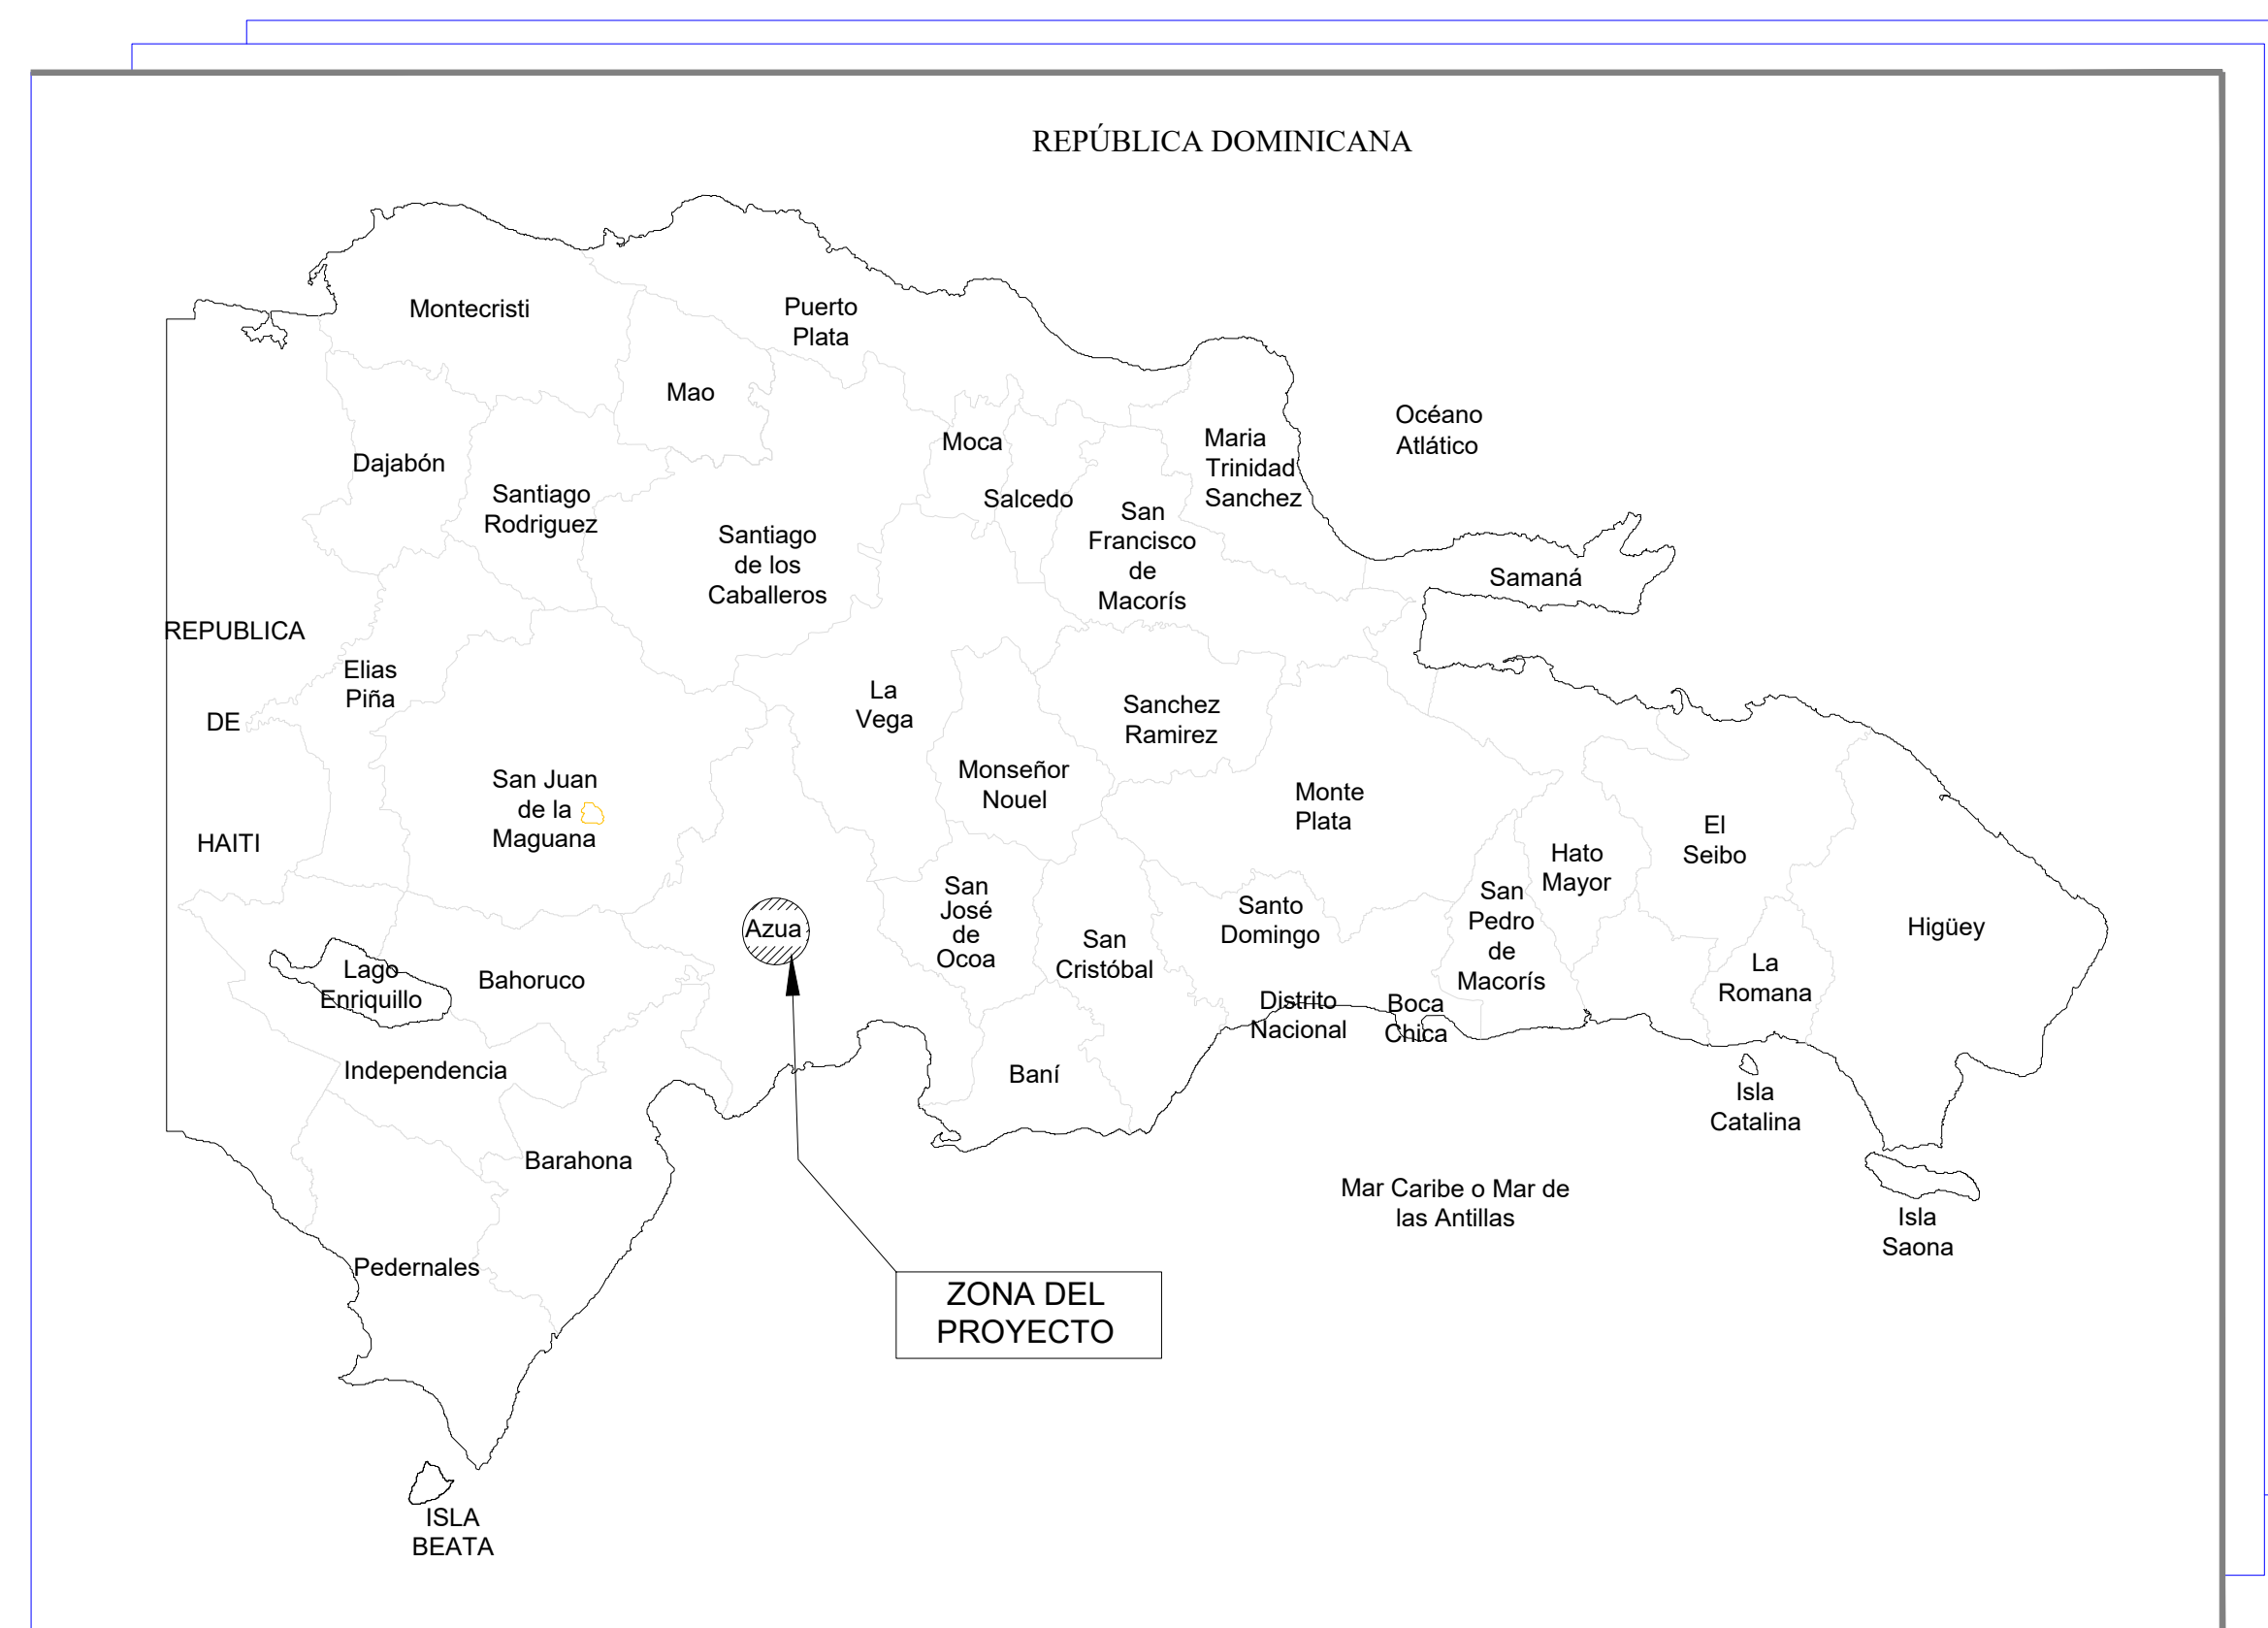 REPÚBLICA DOMINICANA
Montecristi
Puerto
Plata
Mao
Océano
Atlático
Moca
Maria
Trinidad
Sanchez
Dajabón
Santiago
Rodriguez
Salcedo
San
Francisco
de
Macorís
Santiago
de los
Caballeros
Samaná
REPUBLICA
DE
HAITI
Elias
Piña
La
Vega
Sanchez
Ramirez
San Juan
de la
Maguana
Monseñor
Nouel
Monte
Plata
El
Seibo
Hato
Mayor
San
José
de
Ocoa
San
Pedro
de
Macorís
Santo
Domingo
Azua
San
Cristóbal
Higüey
Lago
Enriquillo
Bahoruco
La
Romana
Distrito
Nacional
Boca
Chica
Independencia
Baní
Isla
Catalina
Barahona
Mar Caribe o Mar de
las Antillas
Isla
Saona
Pedernales
ZONA DEL
PROYECTO
ISLA
BEATA